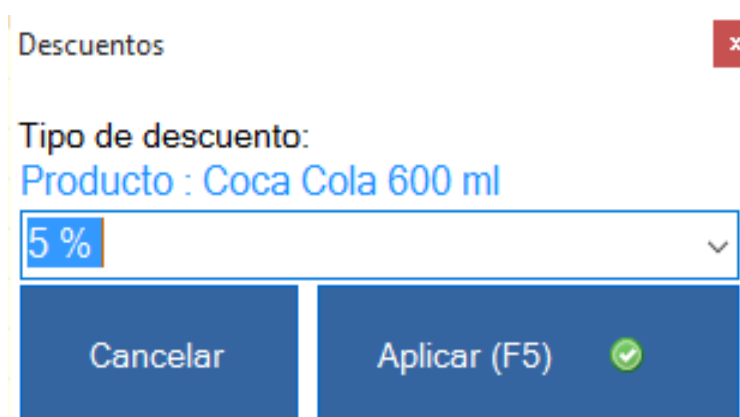 Descuentos
x
Tipo de descuento:
Producto : Coca Cola 600 ml
5 %
Cancelar
Aplicar (F5)